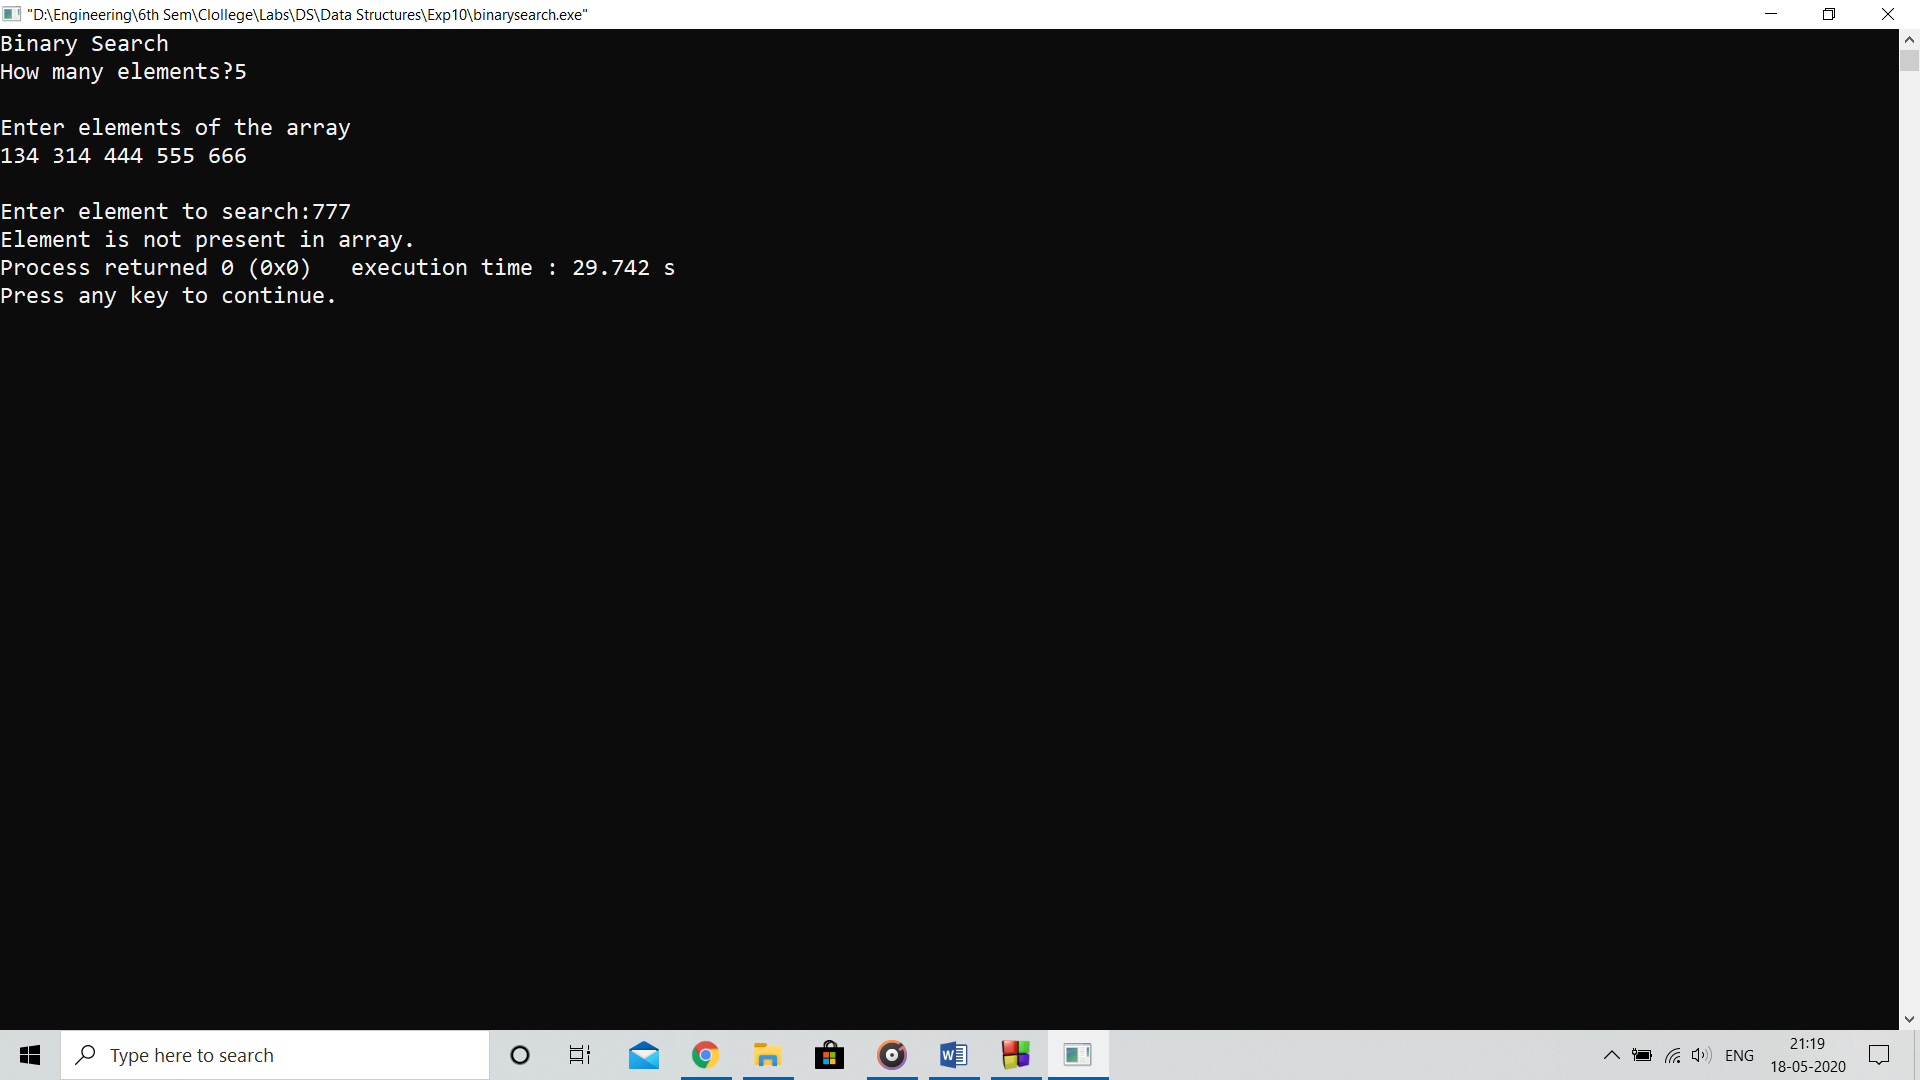 "D:\Engineering\6th Sem\Clollege\Labs\DS\Data Structures\Exp10\binarysearch.exe"
Binary Search
How many elements?5
Enter elements of the array
134 314 444 555 666
Enter element to search:777
Element is not present in array.
Process returned 0 (0x0)   execution time : 29.742 s
Press any key to continue.
Type here to search
W
ENG
21:19
18-05-2020